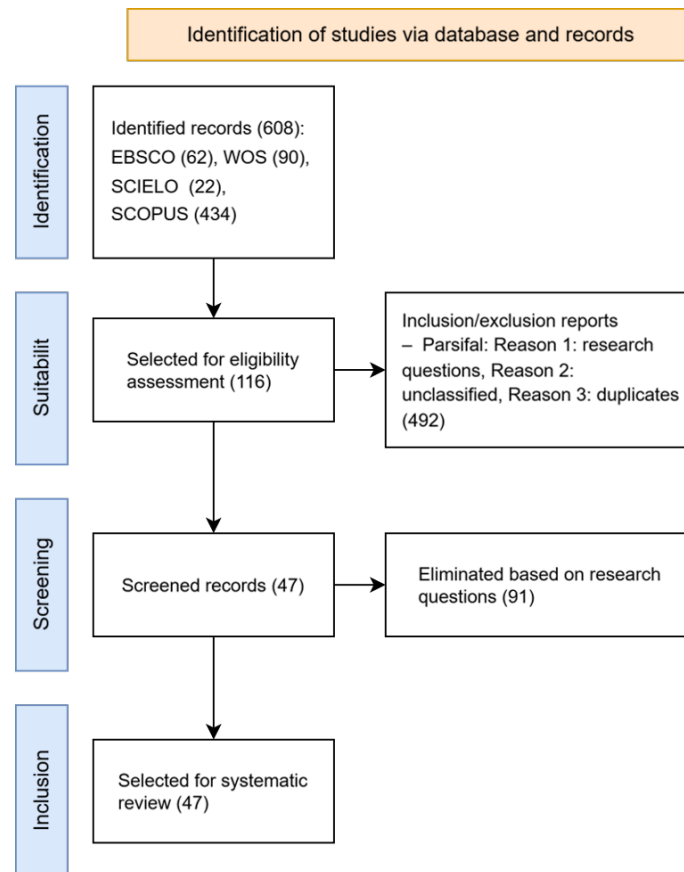 Identification of studies via database and records
Identification
Identified records (608):
EBSCO (62), WOS (90),
SCIELO (22),
SCOPUS (434)
Suitabilit
Selected for eligibility
assessment (116)
Inclusion/exclusion reports
– Parsifal: Reason 1: research
questions, Reason 2:
unclassified, Reason 3: duplicates
(492)
Screening
Screened records (47)
Eliminated based on research
questions (91)
Inclusion
Selected for systematic
review (47)